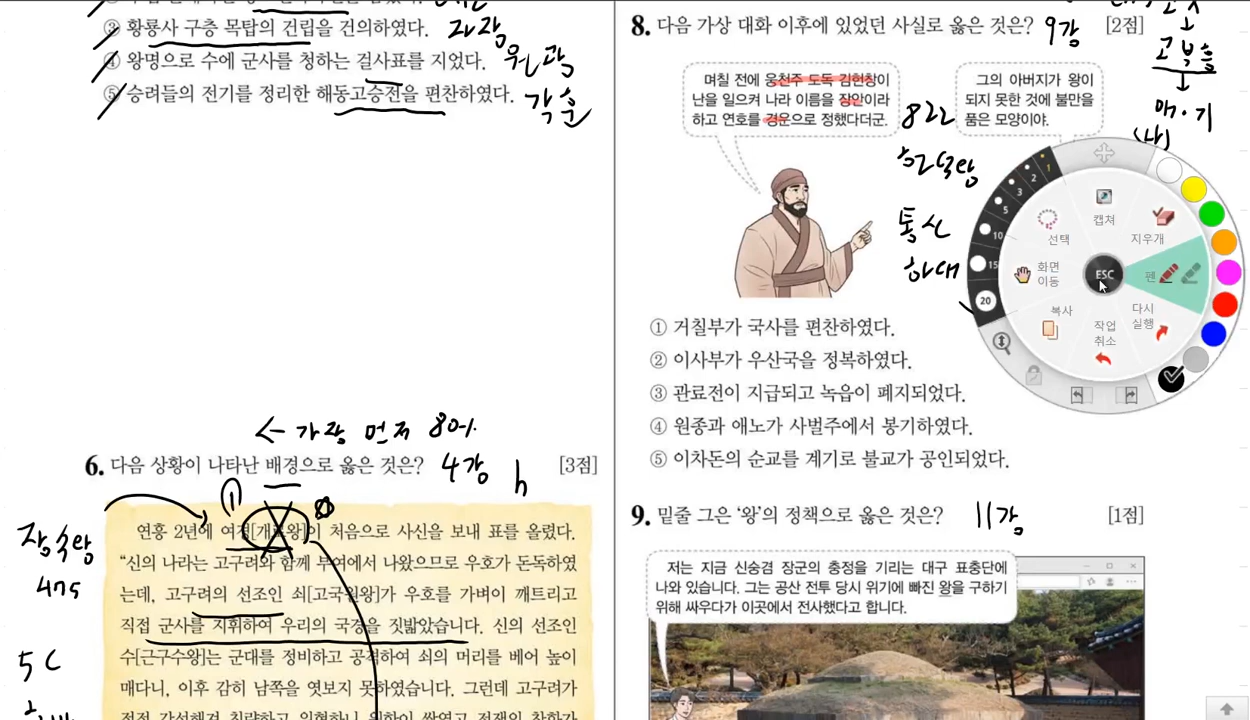 ③ 황룡사 구층 목탑의 건립을 건의하였다. 자장
④ 왕명으로 수에 군사를 청하는 걸사표를 지었다. 원광
⑤ 승려들의 전기를 정리한 해동고승전을 편찬하였다. 각훈
← 가장 먼저
6. 다음 상황이 나타난 배경으로 옳은 것은? 4강 [3점]
①
연흥 2년에 여경[개로왕]이 처음으로 사신을 보내 표를 올렸다.
“신의 나라는 고구려와 함께 부여에서 나왔으므로 우호가 돈독하였
는데, 고구려의 선조인 쇠[고국원왕]가 우호를 가벼이 깨트리고
직접 군사를 지휘하여 우리의 국경을 짓밟았습니다. 신의 선조인
수[근구수왕]는 군대를 정비하고 공격하여 쇠의 머리를 베어 높이
매다니, 이후 감히 남쪽을 엿보지 못하였습니다. 그런데 고구려가
장수왕
475
5C
8. 다음 가상 대화 이후에 있었던 사실로 옳은 것은? 9강 [2점]
며칠 전에 웅천주 도독 김헌창이
난을 일으켜 나라 이름을 장안이라
하고 연호를 경운으로 정했다더군.
그의 아버지가 왕이
되지 못한 것에 불만을
품은 모양이야.
822
헌덕왕
통신
하대
고부흥
매·기
(나)
1
2
3
5
10
15
20
캡쳐
선택
지우개
화면
이동
ESC
펜
복사
작업
취소
다시
실행
① 거칠부가 국사를 편찬하였다.
② 이사부가 우산국을 정복하였다.
③ 관료전이 지급되고 녹읍이 폐지되었다.
④ 원종과 애노가 사벌주에서 봉기하였다.
⑤ 이차돈의 순교를 계기로 불교가 공인되었다.
9. 밑줄 그은 ‘왕’의 정책으로 옳은 것은? 11강 [1점]
저는 지금 신숭겸 장군의 충정을 기리는 대구 표충단에
나와 있습니다. 그는 공산 전투 당시 위기에 빠진 왕을 구하기
위해 싸우다가 이곳에서 전사했다고 합니다.